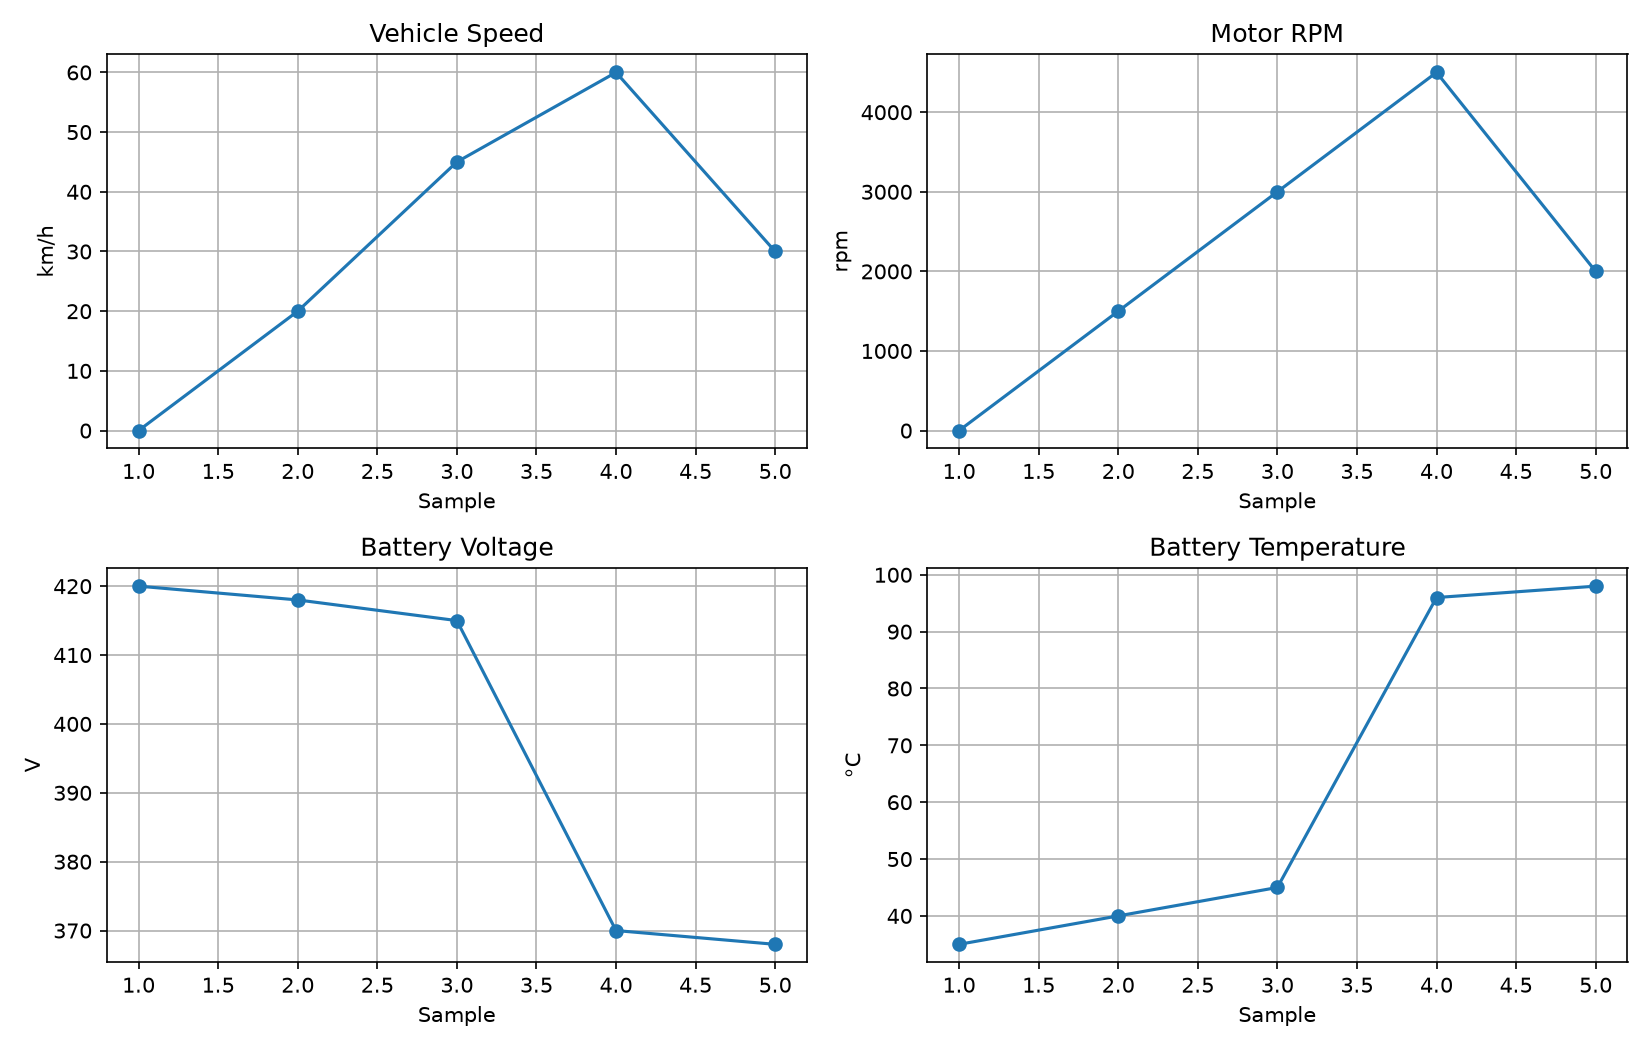 Vehicle Speed
km/h
60
50
40
30
20
10
0
1.0 1.5 2.0 2.5 3.0 3.5 4.0 4.5 5.0
Sample
Motor RPM
rpm
4000
3000
2000
1000
0
1.0 1.5 2.0 2.5 3.0 3.5 4.0 4.5 5.0
Sample
Battery Voltage
V
420
410
400
390
380
370
1.0 1.5 2.0 2.5 3.0 3.5 4.0 4.5 5.0
Sample
Battery Temperature
°C
100
90
80
70
60
50
40
1.0 1.5 2.0 2.5 3.0 3.5 4.0 4.5 5.0
Sample